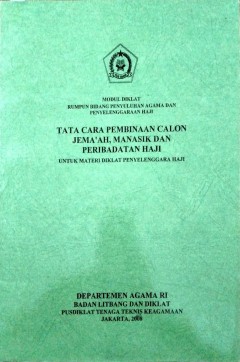 MODUL DIKLAT
RUMPUN BIDANG PENYULUHAN AGAMA DAN
PENYELENGGARAAN HAJI
TATA CARA PEMBINAAN CALON
JEMA'AH, MANASIK DAN
PERIBADATAN HAJI
UNTUK MATERI DIKLAT PENYELENGGARA HAJI
DEPARTEMEN AGAMA RI
BADAN LITBANG DAN DIKLAT
PUSDIKLAT TENAGA TEKNIS KEAGAMAAN
JAKARTA, 2008